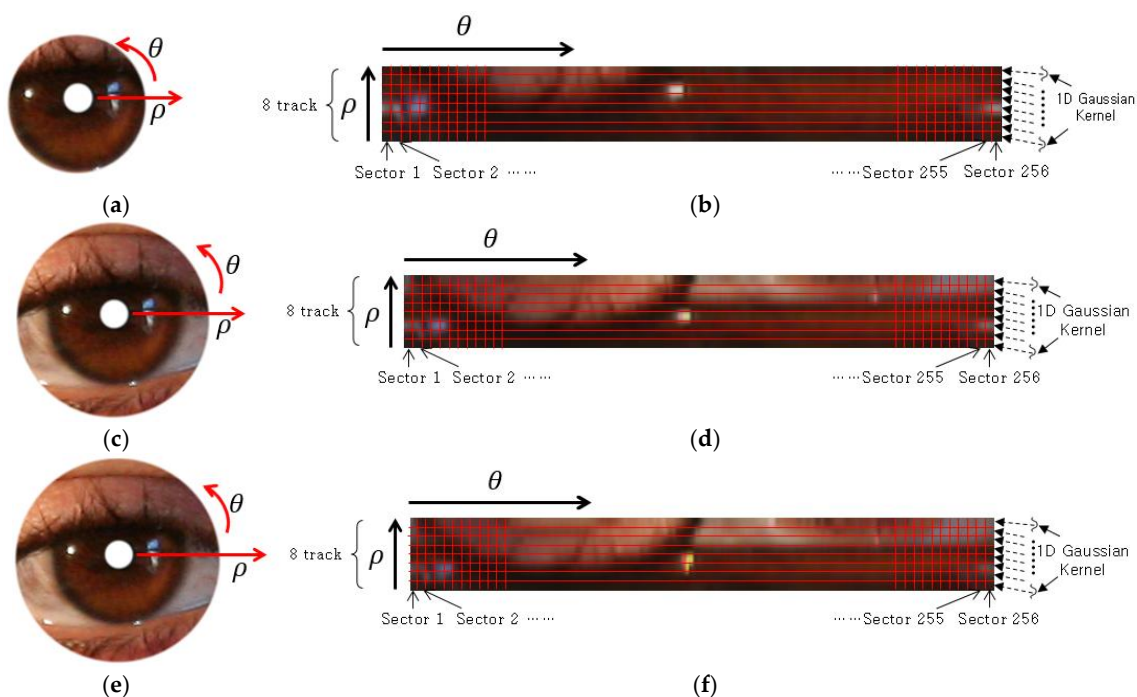 θ
ρ
(a)
θ
8 track
ρ
1D Gaussian
Kernel
Sector 1 Sector 2 ⋯⋯
⋯⋯Sector 255 Sector 256
(b)
θ
ρ
(c)
θ
8 track
ρ
1D Gaussian
Kernel
Sector 1 Sector 2 ⋯⋯
⋯⋯Sector 255 Sector 256
(d)
θ
ρ
(e)
θ
8 track
ρ
1D Gaussian
Kernel
Sector 1 Sector 2 ⋯⋯
⋯⋯Sector 255 Sector 256
(f)